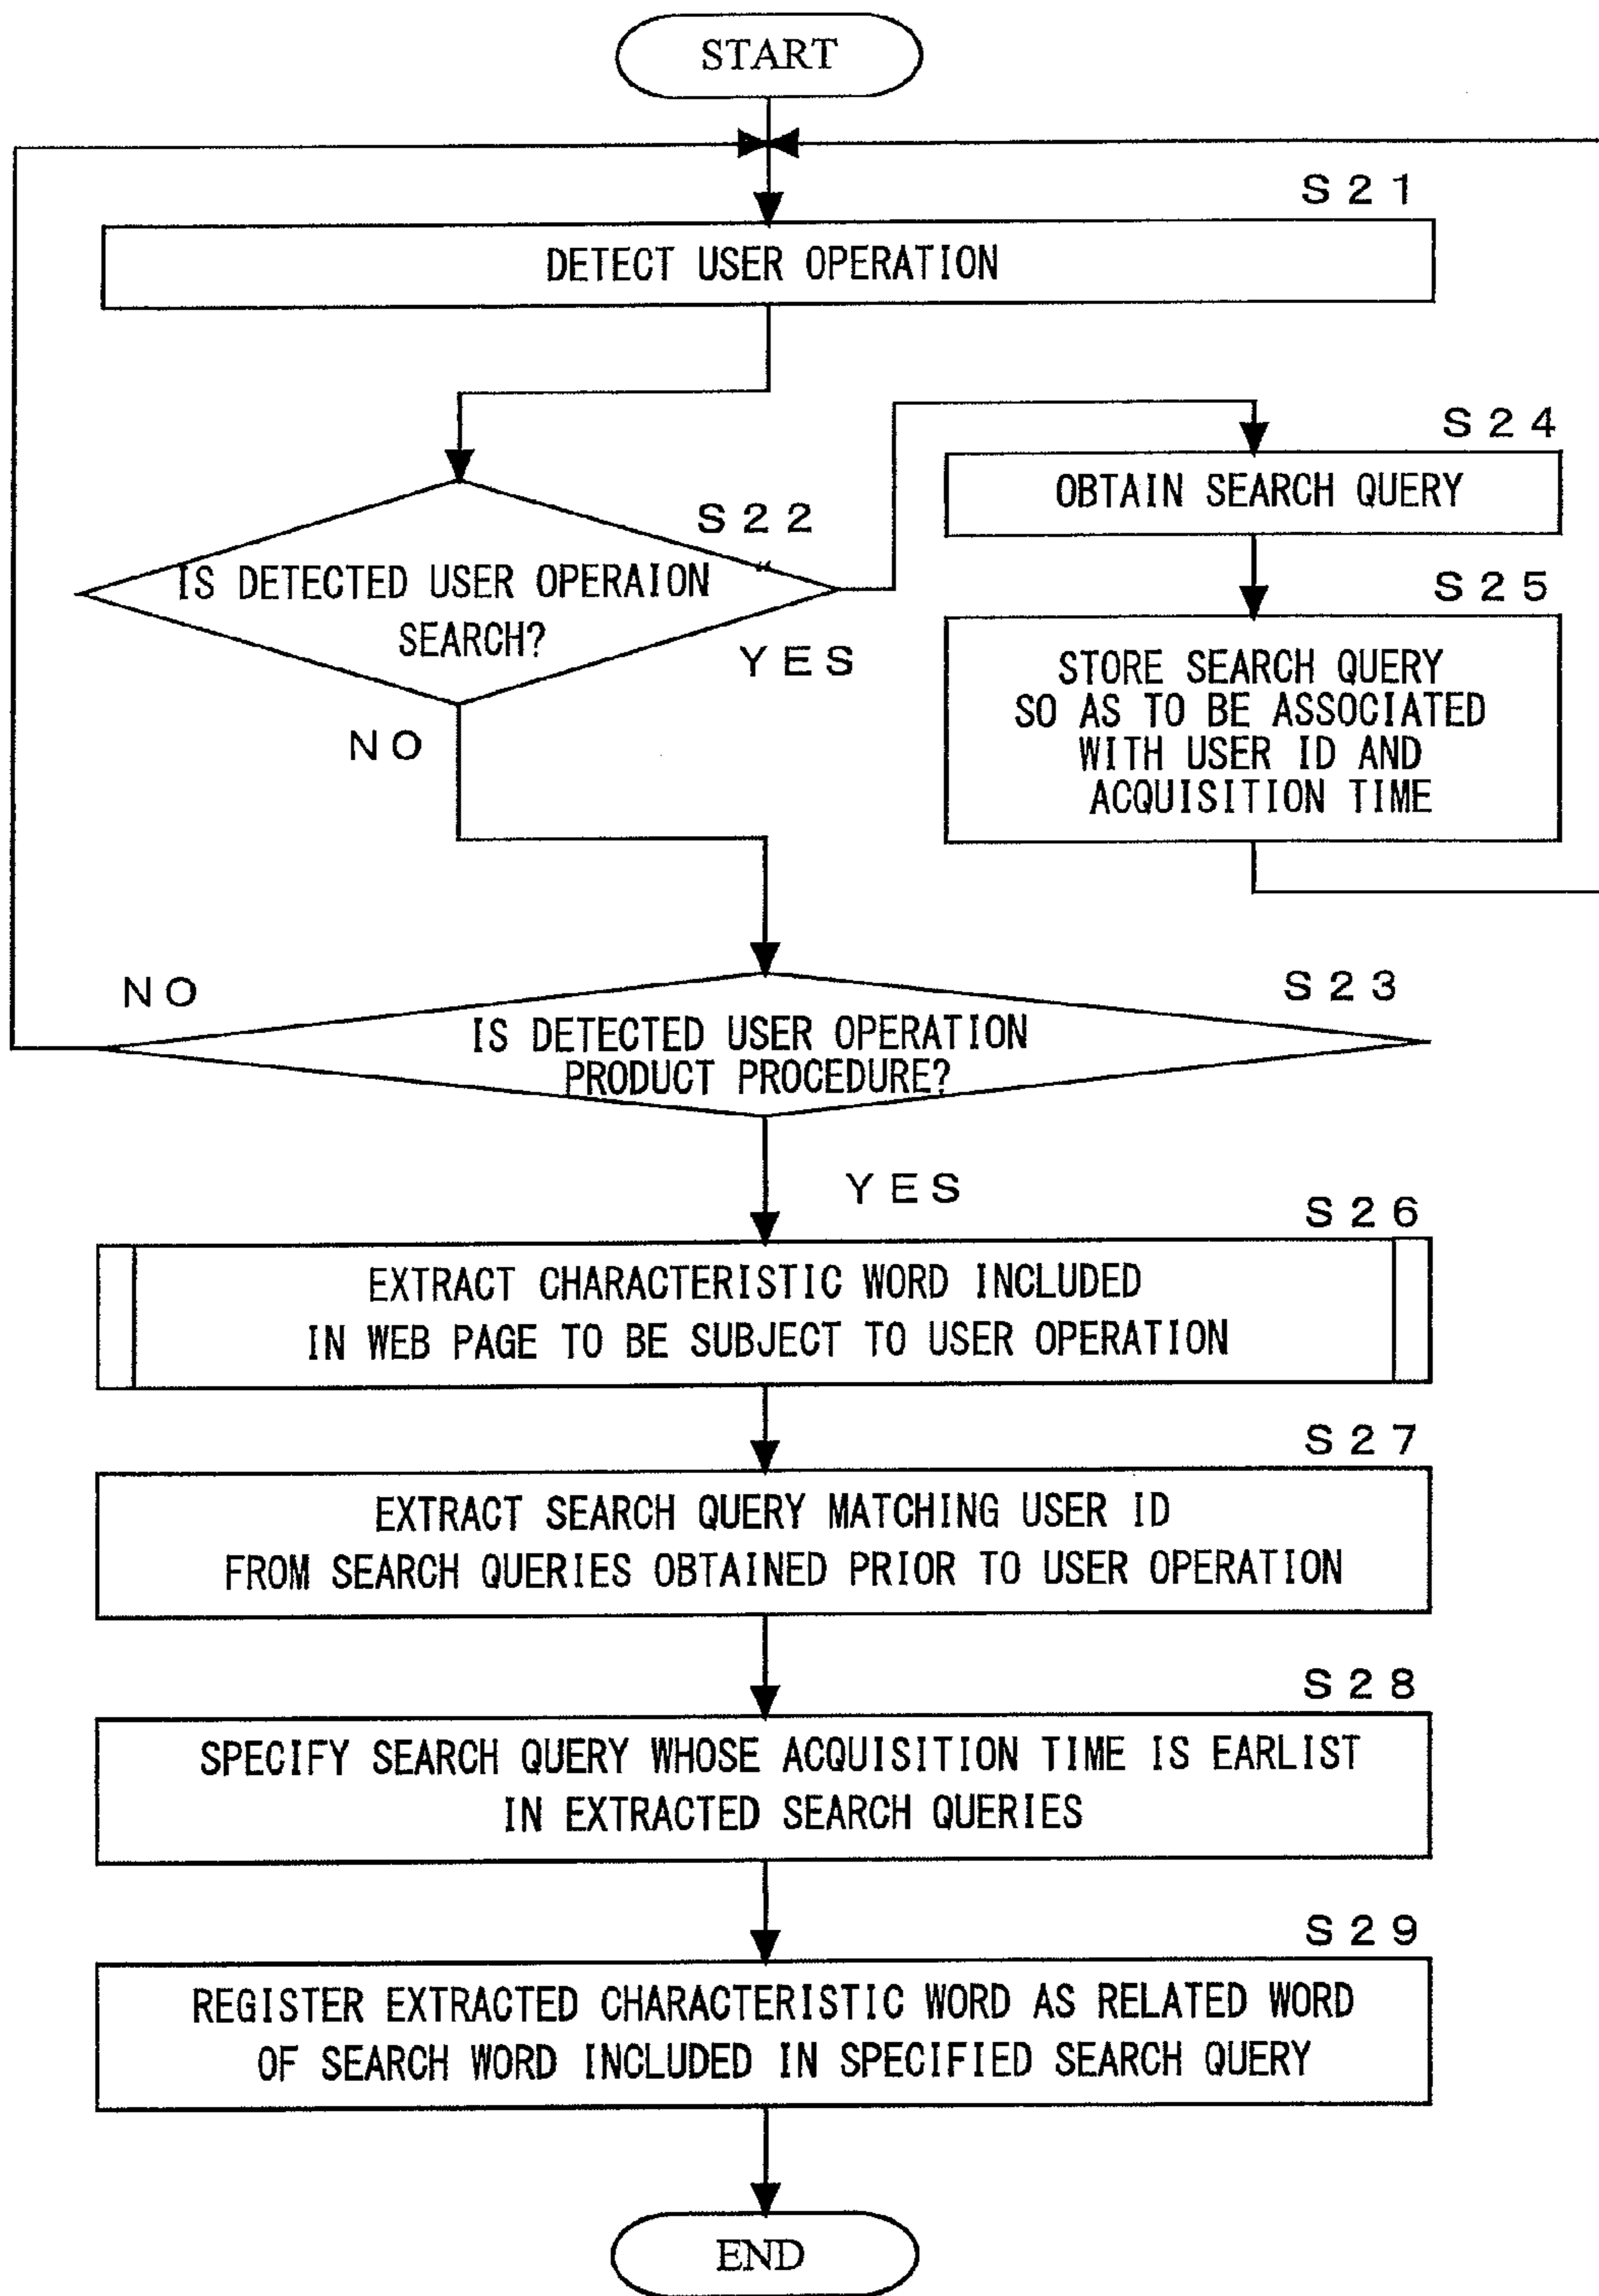 START
S21
DETECT USER OPERATION
S22
IS DETECTED USER OPERAION
SEARCH?
YES
NO
S24
OBTAIN SEARCH QUERY
S25
STORE SEARCH QUERY
SO AS TO BE ASSOCIATED
WITH USER ID AND
ACQUISITION TIME
NO
S23
IS DETECTED USER OPERATION
PRODUCT PROCEDURE?
YES
S26
EXTRACT CHARACTERISTIC WORD INCLUDED
IN WEB PAGE TO BE SUBJECT TO USER OPERATION
S27
EXTRACT SEARCH QUERY MATCHING USER ID
FROM SEARCH QUERIES OBTAINED PRIOR TO USER OPERATION
S28
SPECIFY SEARCH QUERY WHOSE ACQUISITION TIME IS EARLIST
IN EXTRACTED SEARCH QUERIES
S29
REGISTER EXTRACTED CHARACTERISTIC WORD AS RELATED WORD
OF SEARCH WORD INCLUDED IN SPECIFIED SEARCH QUERY
END